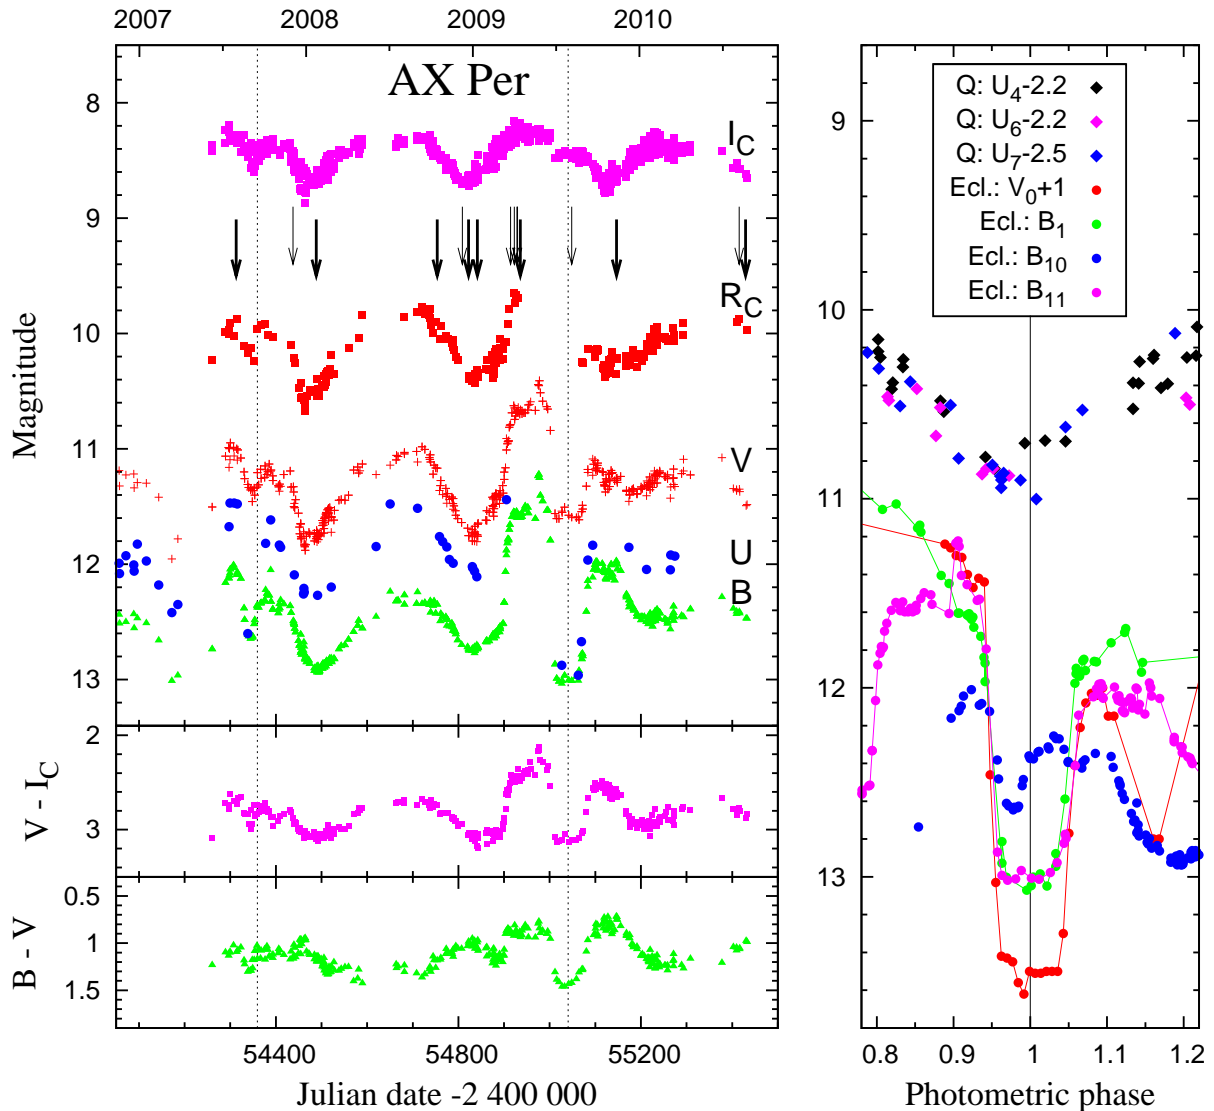 2007 2008 2009 2010
AX Per
8
9
10
11
12
13
Magnitude
I_C
R_C
V
U
B
2
3
V - I_C
0.5
1
1.5
B - V
54400 54800 55200
Julian date -2 400 000
Q: U_4-2.2
Q: U_6-2.2
Q: U_7-2.5
Ecl.: V_0+1
Ecl.: B_1
Ecl.: B_10
Ecl.: B_11
9
10
11
12
13
0.8 0.9 1 1.1 1.2
Photometric phase